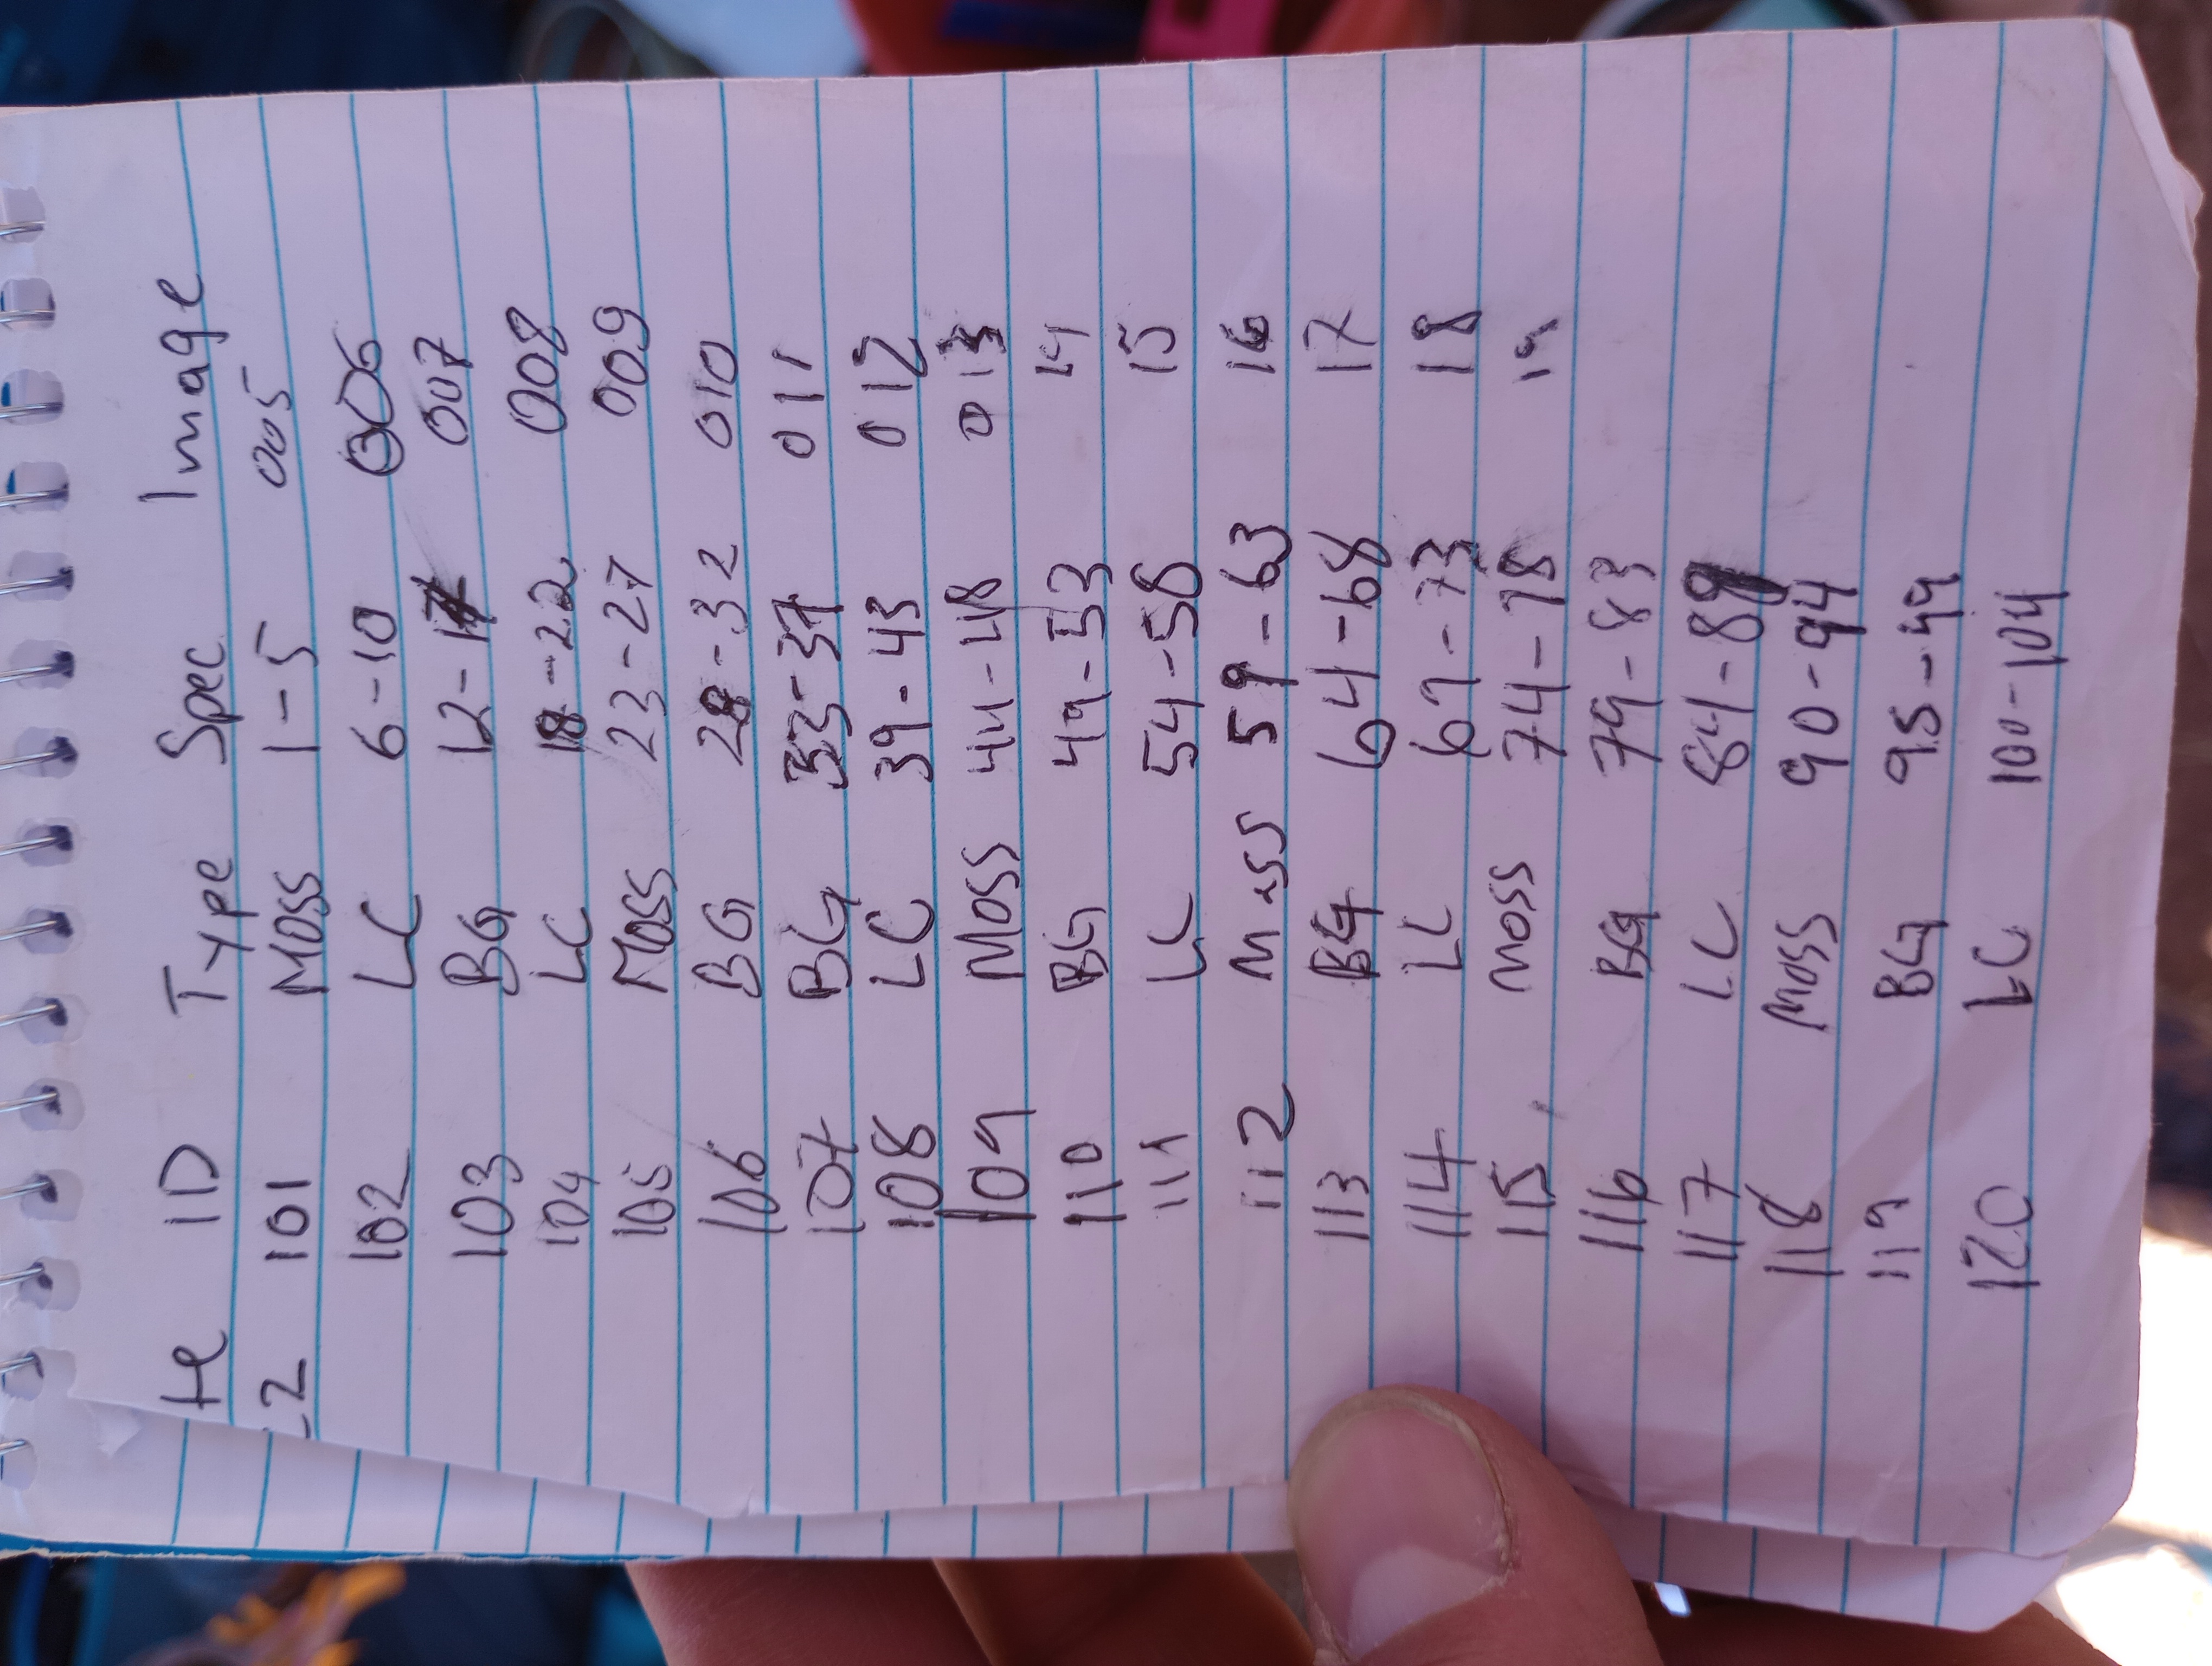 te ID Type Spec Image
22 101 Moss 1-5 005
102 LC 6-10 006
103 BG 12-17 007
104 LC 18-22 008
105 Moss 23-27 009
106 BG 28-32 010
107 BG 33-37 011
108 LC 39-43 012
109 Moss 44-48 013
110 BG 49-53 14
111 LC 54-58 15
112 Moss 59-63 16
113 BG 64-68 17
114 LC 69-73 18
115 Moss 74-78 19
116 BG 79-83
117 LC 84-89
118 Moss 90-94
119 BG 95-99
120 LC 100-104